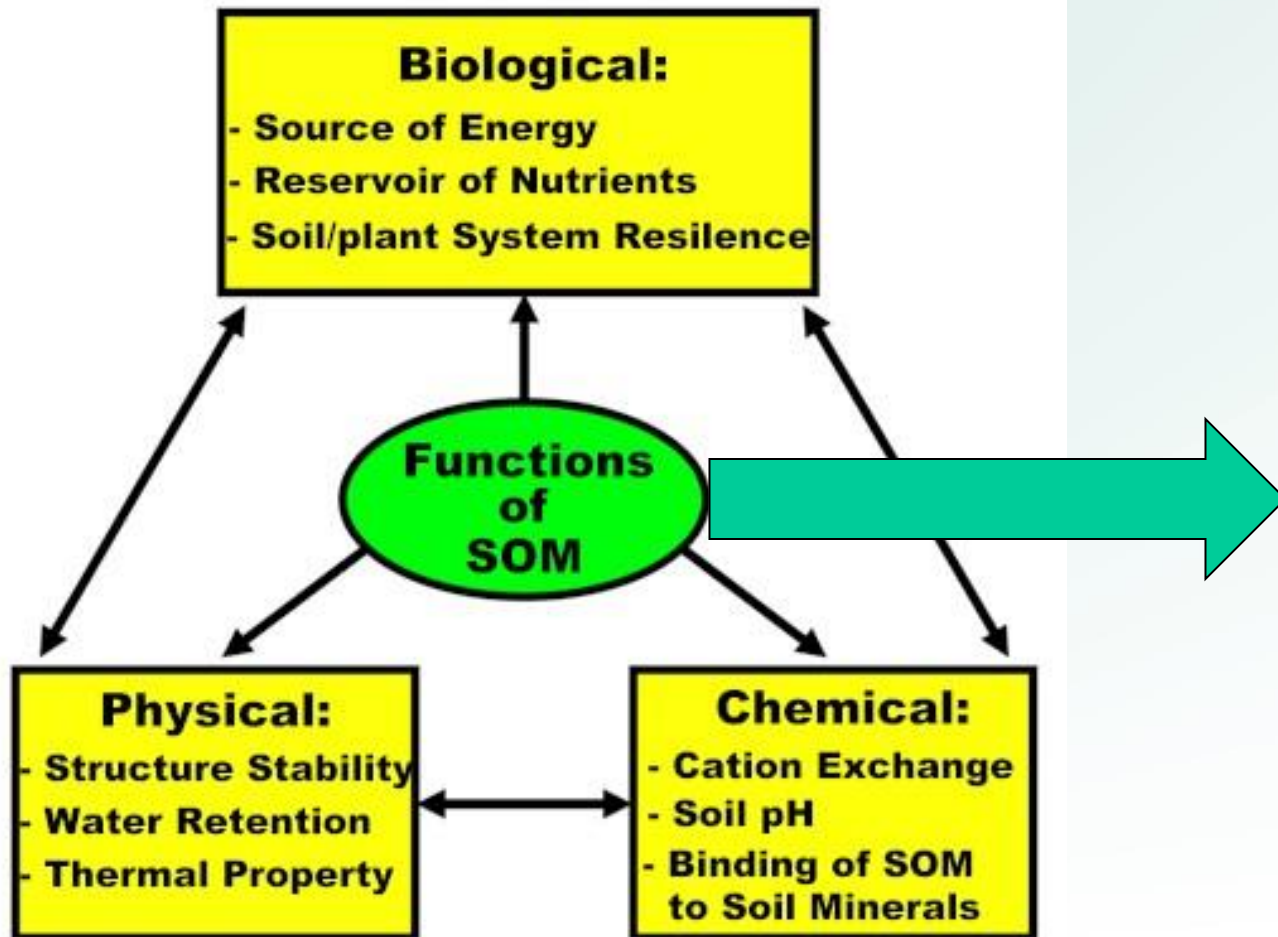 Biological:
- Source of Energy
- Reservoir of Nutrients
- Soil/plant System Resilence
Functions
of
SOM
Physical:
- Structure Stability
- Water Retention
- Thermal Property
Chemical:
- Cation Exchange
- Soil pH
- Binding of SOM
to Soil Minerals